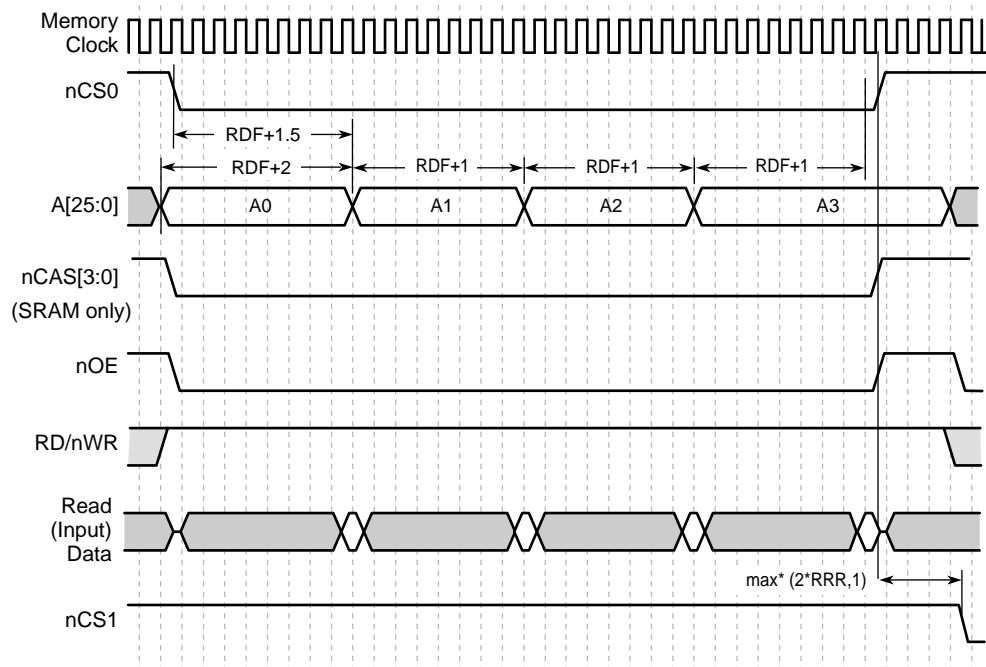 Memory
Clock
nCS0
RDF+1.5
RDF+2
RDF+1
RDF+1
RDF+1
A[25:0]
A0
A1
A2
A3
nCAS[3:0]
(SRAM only)
nOE
RD/nWR
Read
(Input)
Data
max* (2*RRR,1)
nCS1